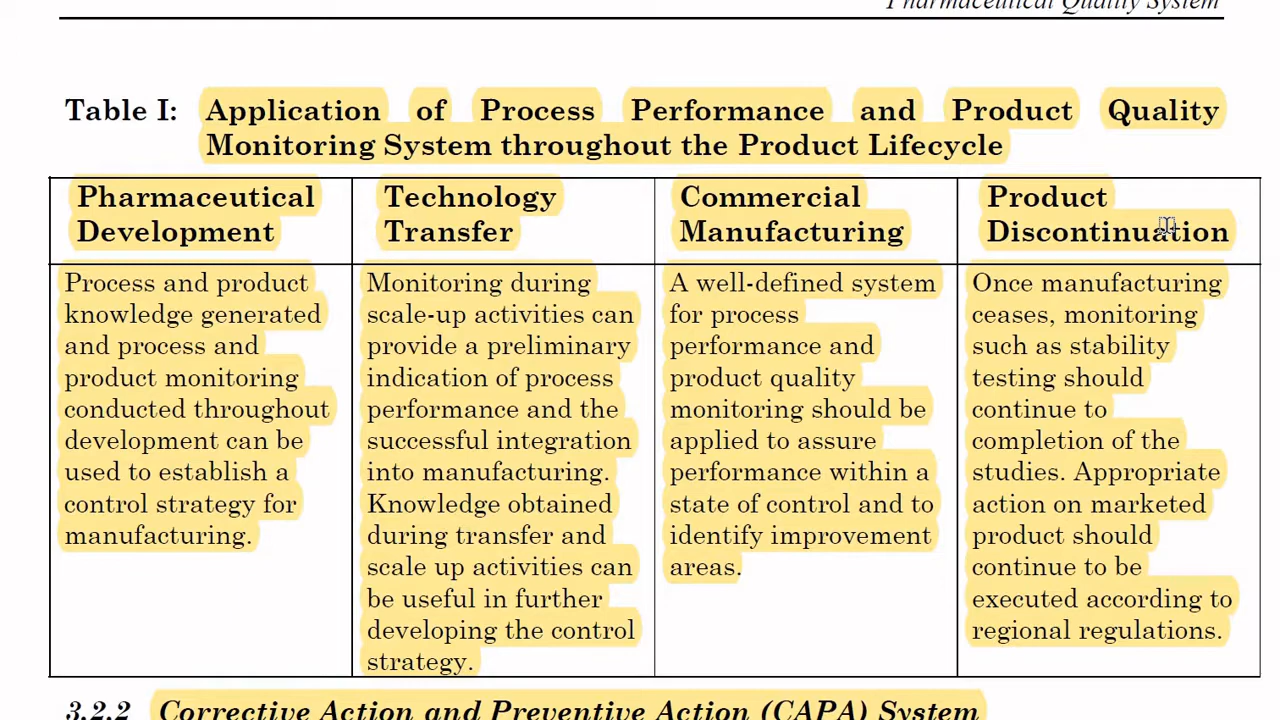 Pharmaceutical Quality System
Table I: Application of Process Performance and Product Quality
Monitoring System throughout the Product Lifecycle
Pharmaceutical
Development
Technology
Transfer
Commercial
Manufacturing
Product
Discontinuation
Process and product
knowledge generated
and process and
product monitoring
conducted throughout
development can be
used to establish a
control strategy for
manufacturing.
Monitoring during
scale-up activities can
provide a preliminary
indication of process
performance and the
successful integration
into manufacturing.
Knowledge obtained
during transfer and
scale up activities can
be useful in further
developing the control
strategy.
A well-defined system
for process
performance and
product quality
monitoring should be
applied to assure
performance within a
state of control and to
identify improvement
areas.
Once manufacturing
ceases, monitoring
such as stability
testing should
continue to
completion of the
studies. Appropriate
action on marketed
product should
continue to be
executed according to
regional regulations.
3.2.2 Corrective Action and Preventive Action (CAPA) System